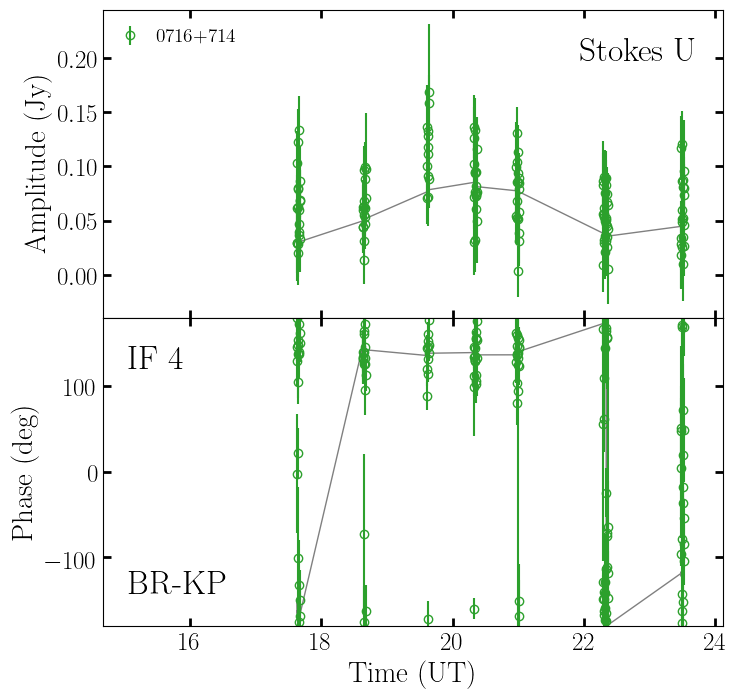 0716+714
Stokes U
Amplitude (Jy)
0.20
0.15
0.10
0.05
0.00
IF 4
BR-KP
Phase (deg)
100
0
−100
16 18 20 22 24
Time (UT)